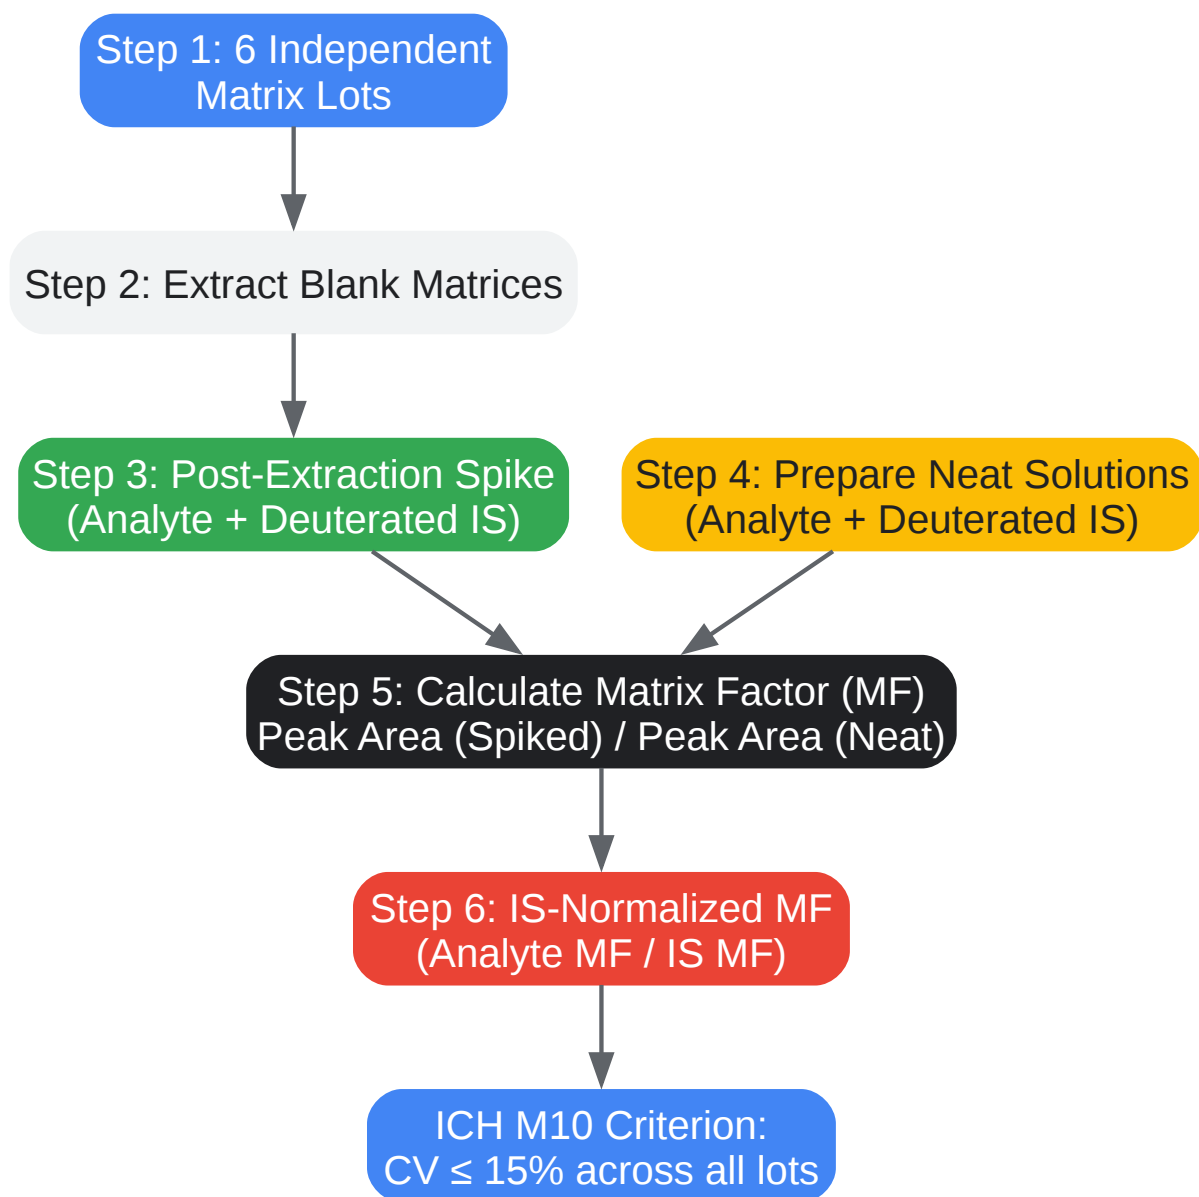 Step 1: 6 Independent
Matrix Lots
Step 2: Extract Blank Matrices
Step 3: Post-Extraction Spike
(Analyte + Deuterated IS)
Step 4: Prepare Neat Solutions
(Analyte + Deuterated IS)
Step 5: Calculate Matrix Factor (MF)
Peak Area (Spiked) / Peak Area (Neat)
Step 6: IS-Normalized MF
(Analyte MF / IS MF)
ICH M10 Criterion:
CV ≤ 15% across all lots